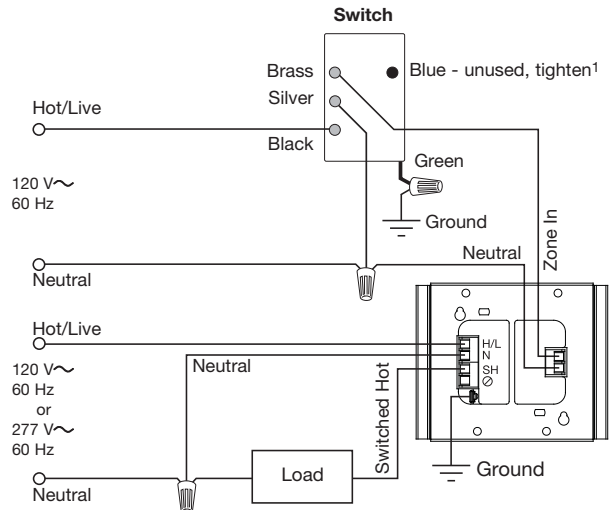 Switch
Brass
Blue - unused, tighten1
Silver
Hot/Live
Black
Green
120 V~
60 Hz
Ground
Zone In
Neutral
Neutral
Hot/Live
H/L
N
SH
Neutral
Switched Hot
120 V~
60 Hz
or
277 V~
60 Hz
Load
Ground
Neutral